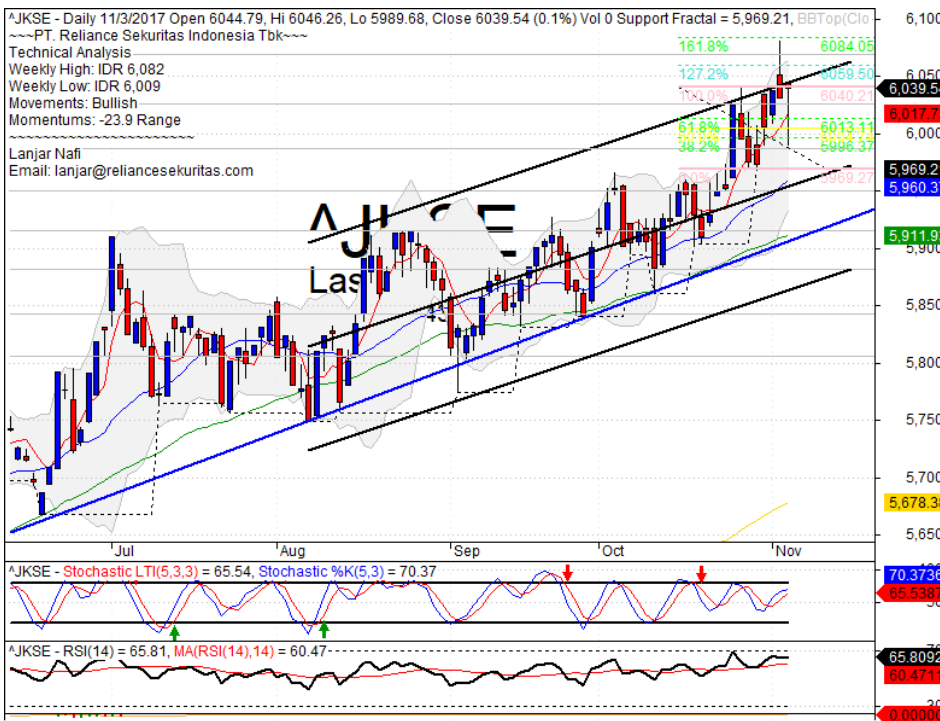 ^JKSE - Daily 11/3/2017 Open 6044.79, Hi 6046.26, Lo 5989.68, Close 6039.54 (0.1%) Vol 0 Support Fractal = 5,969.21, BBTop(Clo
~~~PT. Reliance Sekuritas Indonesia Tbk~~~
Technical Analysis
Weekly High: IDR 6,082
Weekly Low: IDR 6,009
Movements: Bullish
Momentums: -23.9 Range
~~~~~~~~~~~~~~~~~~~~~~
Lanjar Nafi
Email: lanjar@reliancesekuritas.com
^JKSE
Las
161.8% 6084.05
127.2% 6059.50
100.0% 6040.21
61.8% 6013.11
38.2% 5996.37
0.0% 5969.27
6,100
6,050
6,039.54
6,017.7
6,000
5,969.2
5,960.37
5,911.9
5,900
5,850
5,800
5,750
5,700
5,678.38
5,650
Jul Aug Sep Oct Nov
^JKSE - Stochastic LTI(5,3,3) = 65.54, Stochastic %K(5,3) = 70.37
70.3736
65.5387
^JKSE - RSI(14) = 65.81, MA(RSI(14),14) = 60.47
65.8092
60.4711
30
0.00000